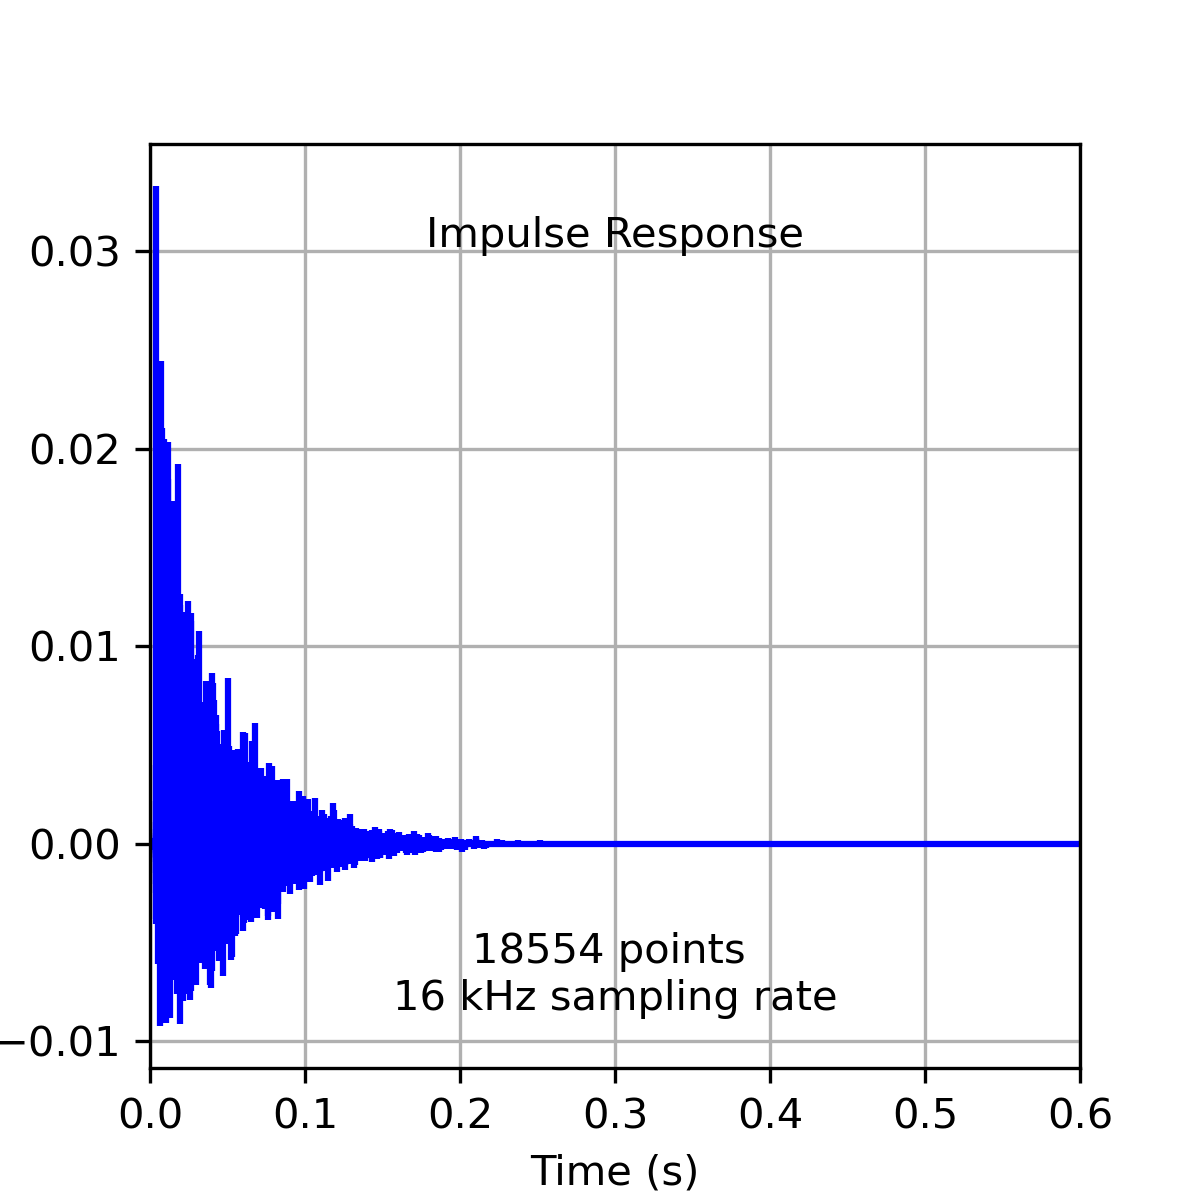 Impulse Response
0.03
0.02
0.01
0.00
−0.01
18554 points
16 kHz sampling rate
0.0 0.1 0.2 0.3 0.4 0.5 0.6
Time (s)